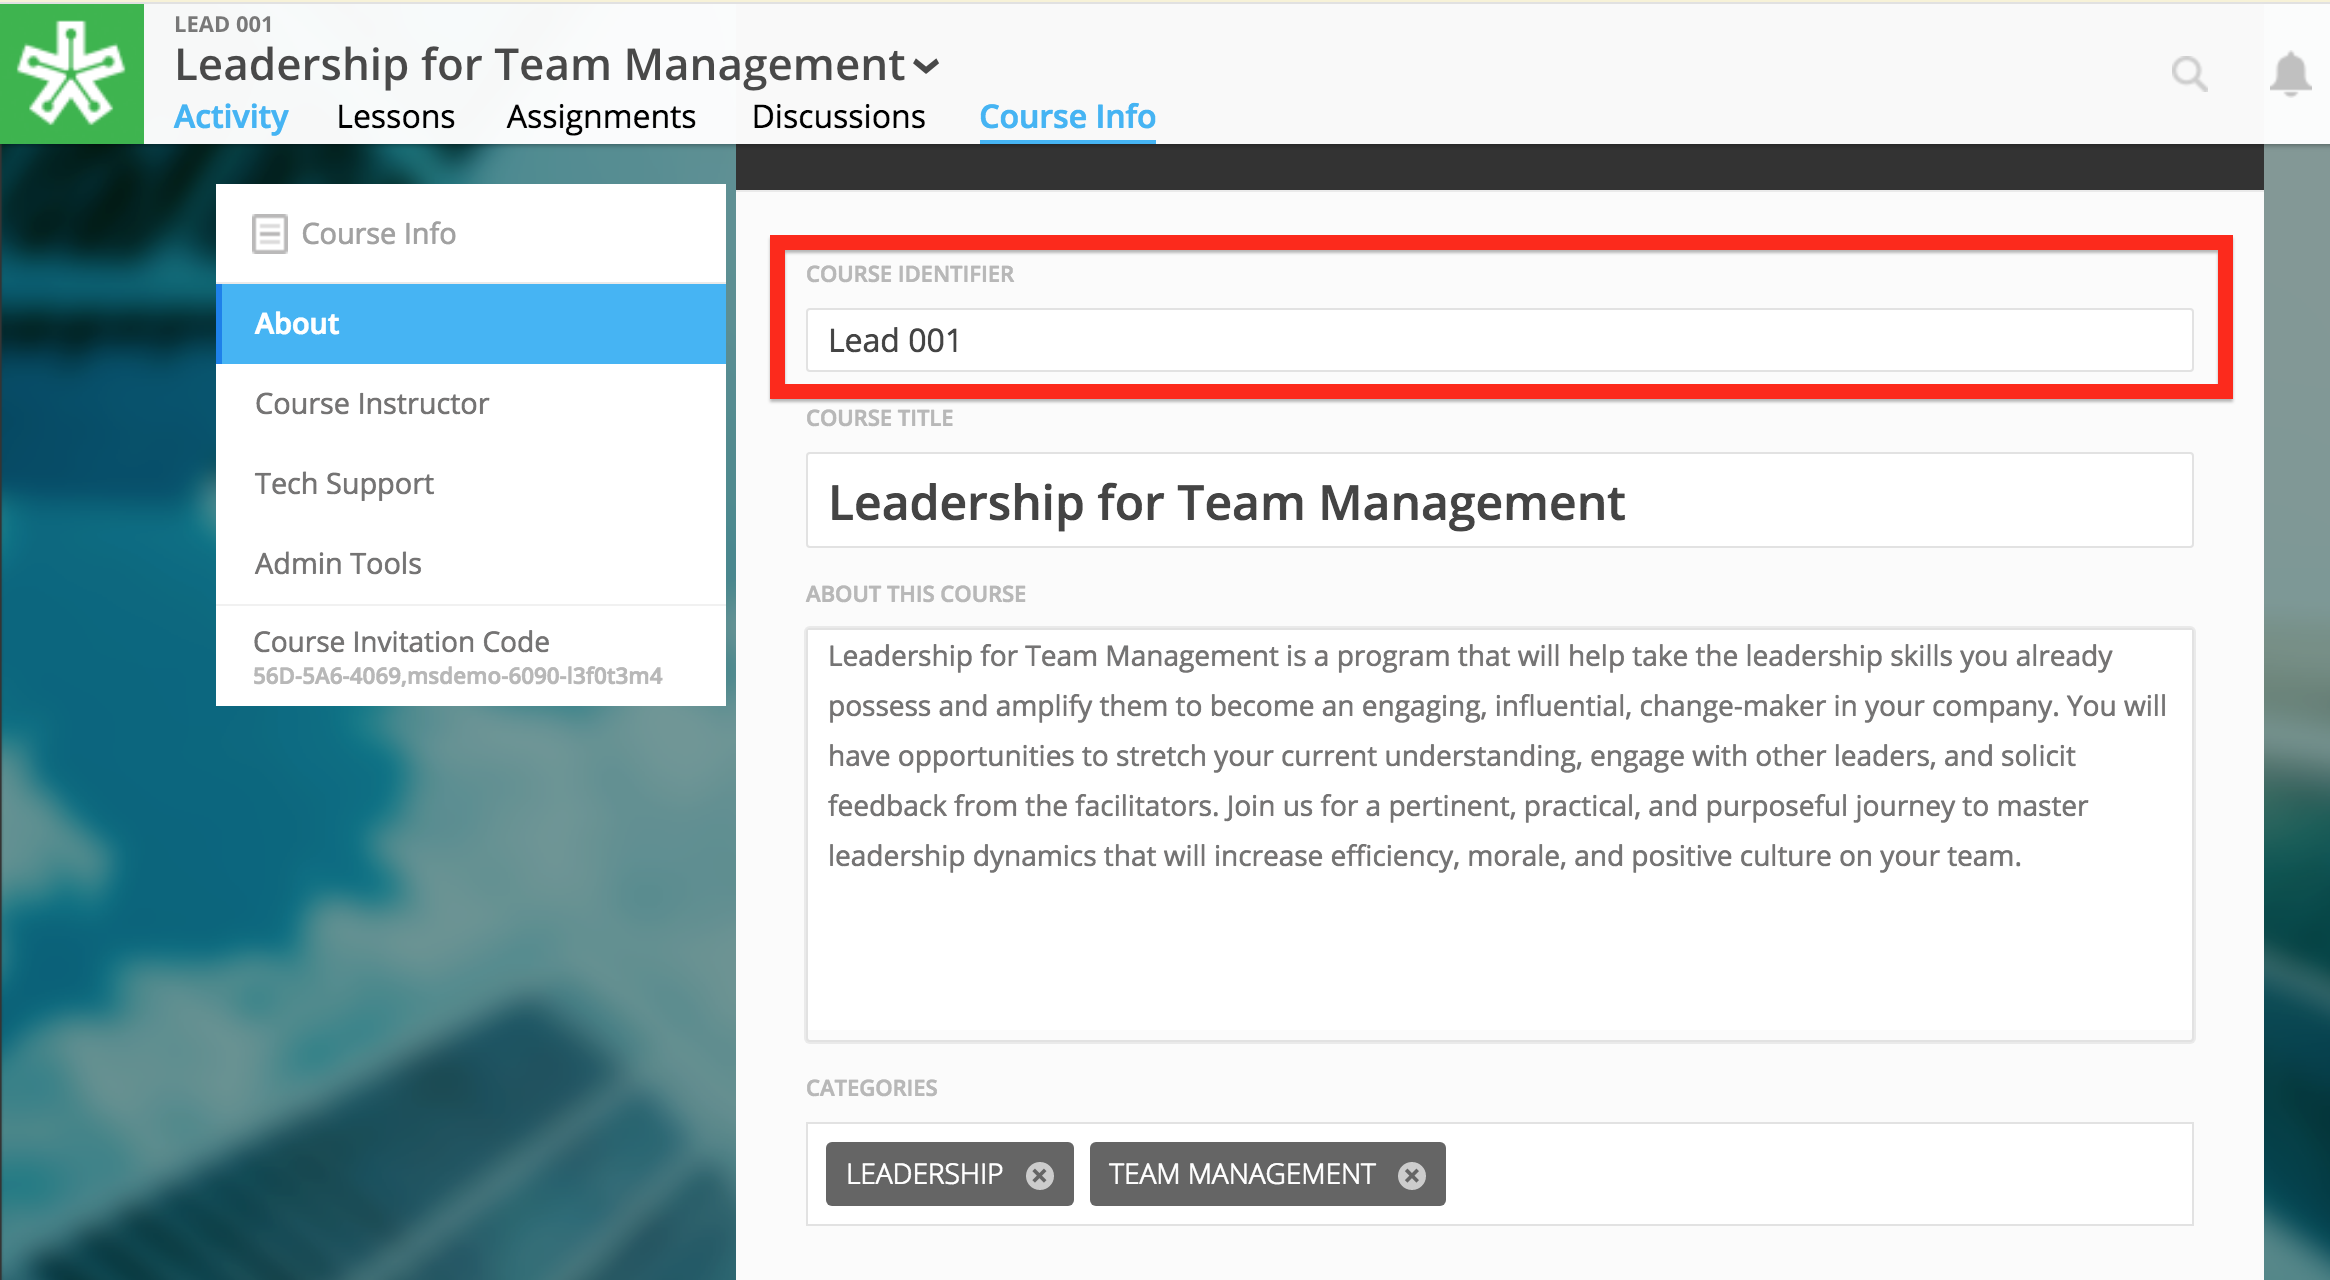 LEAD 001
Leadership for Team Management
Activity Lessons Assignments Discussions Course Info
Course Info
About
Course Instructor
Tech Support
Admin Tools
Course Invitation Code
56D-5A6-4069,msdemo-6090-l3f0t3m4
COURSE IDENTIFIER
Lead 001
COURSE TITLE
Leadership for Team Management
ABOUT THIS COURSE
Leadership for Team Management is a program that will help take the leadership skills you already
possess and amplify them to become an engaging, influential, change-maker in your company. You will
have opportunities to stretch your current understanding, engage with other leaders, and solicit
feedback from the facilitators. Join us for a pertinent, practical, and purposeful journey to master
leadership dynamics that will increase efficiency, morale, and positive culture on your team.
CATEGORIES
LEADERSHIP TEAM MANAGEMENT